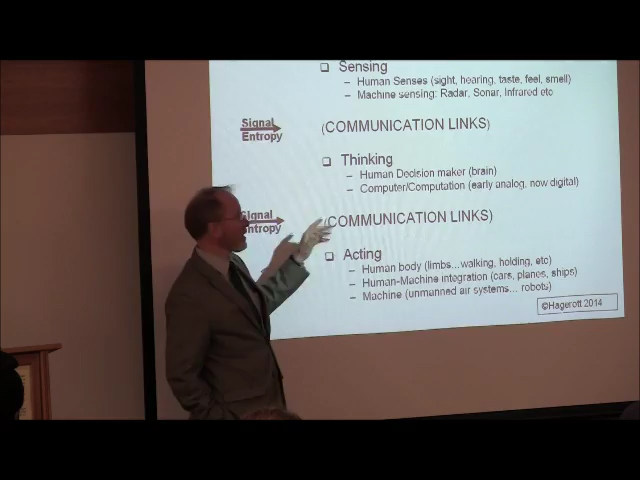 ❑ Sensing
– Human Senses (sight, hearing, taste, feel, smell)
– Machine sensing: Radar, Sonar, Infrared etc
Signal
Entropy
(COMMUNICATION LINKS)
❑ Thinking
– Human Decision maker (brain)
– Computer/Computation (early analog, now digital)
Signal
Entropy
(COMMUNICATION LINKS)
❑ Acting
– Human body (limbs...walking, holding, etc)
– Human-Machine integration (cars, planes, ships)
– Machine (unmanned air systems... robots)
©Hagerott 2014